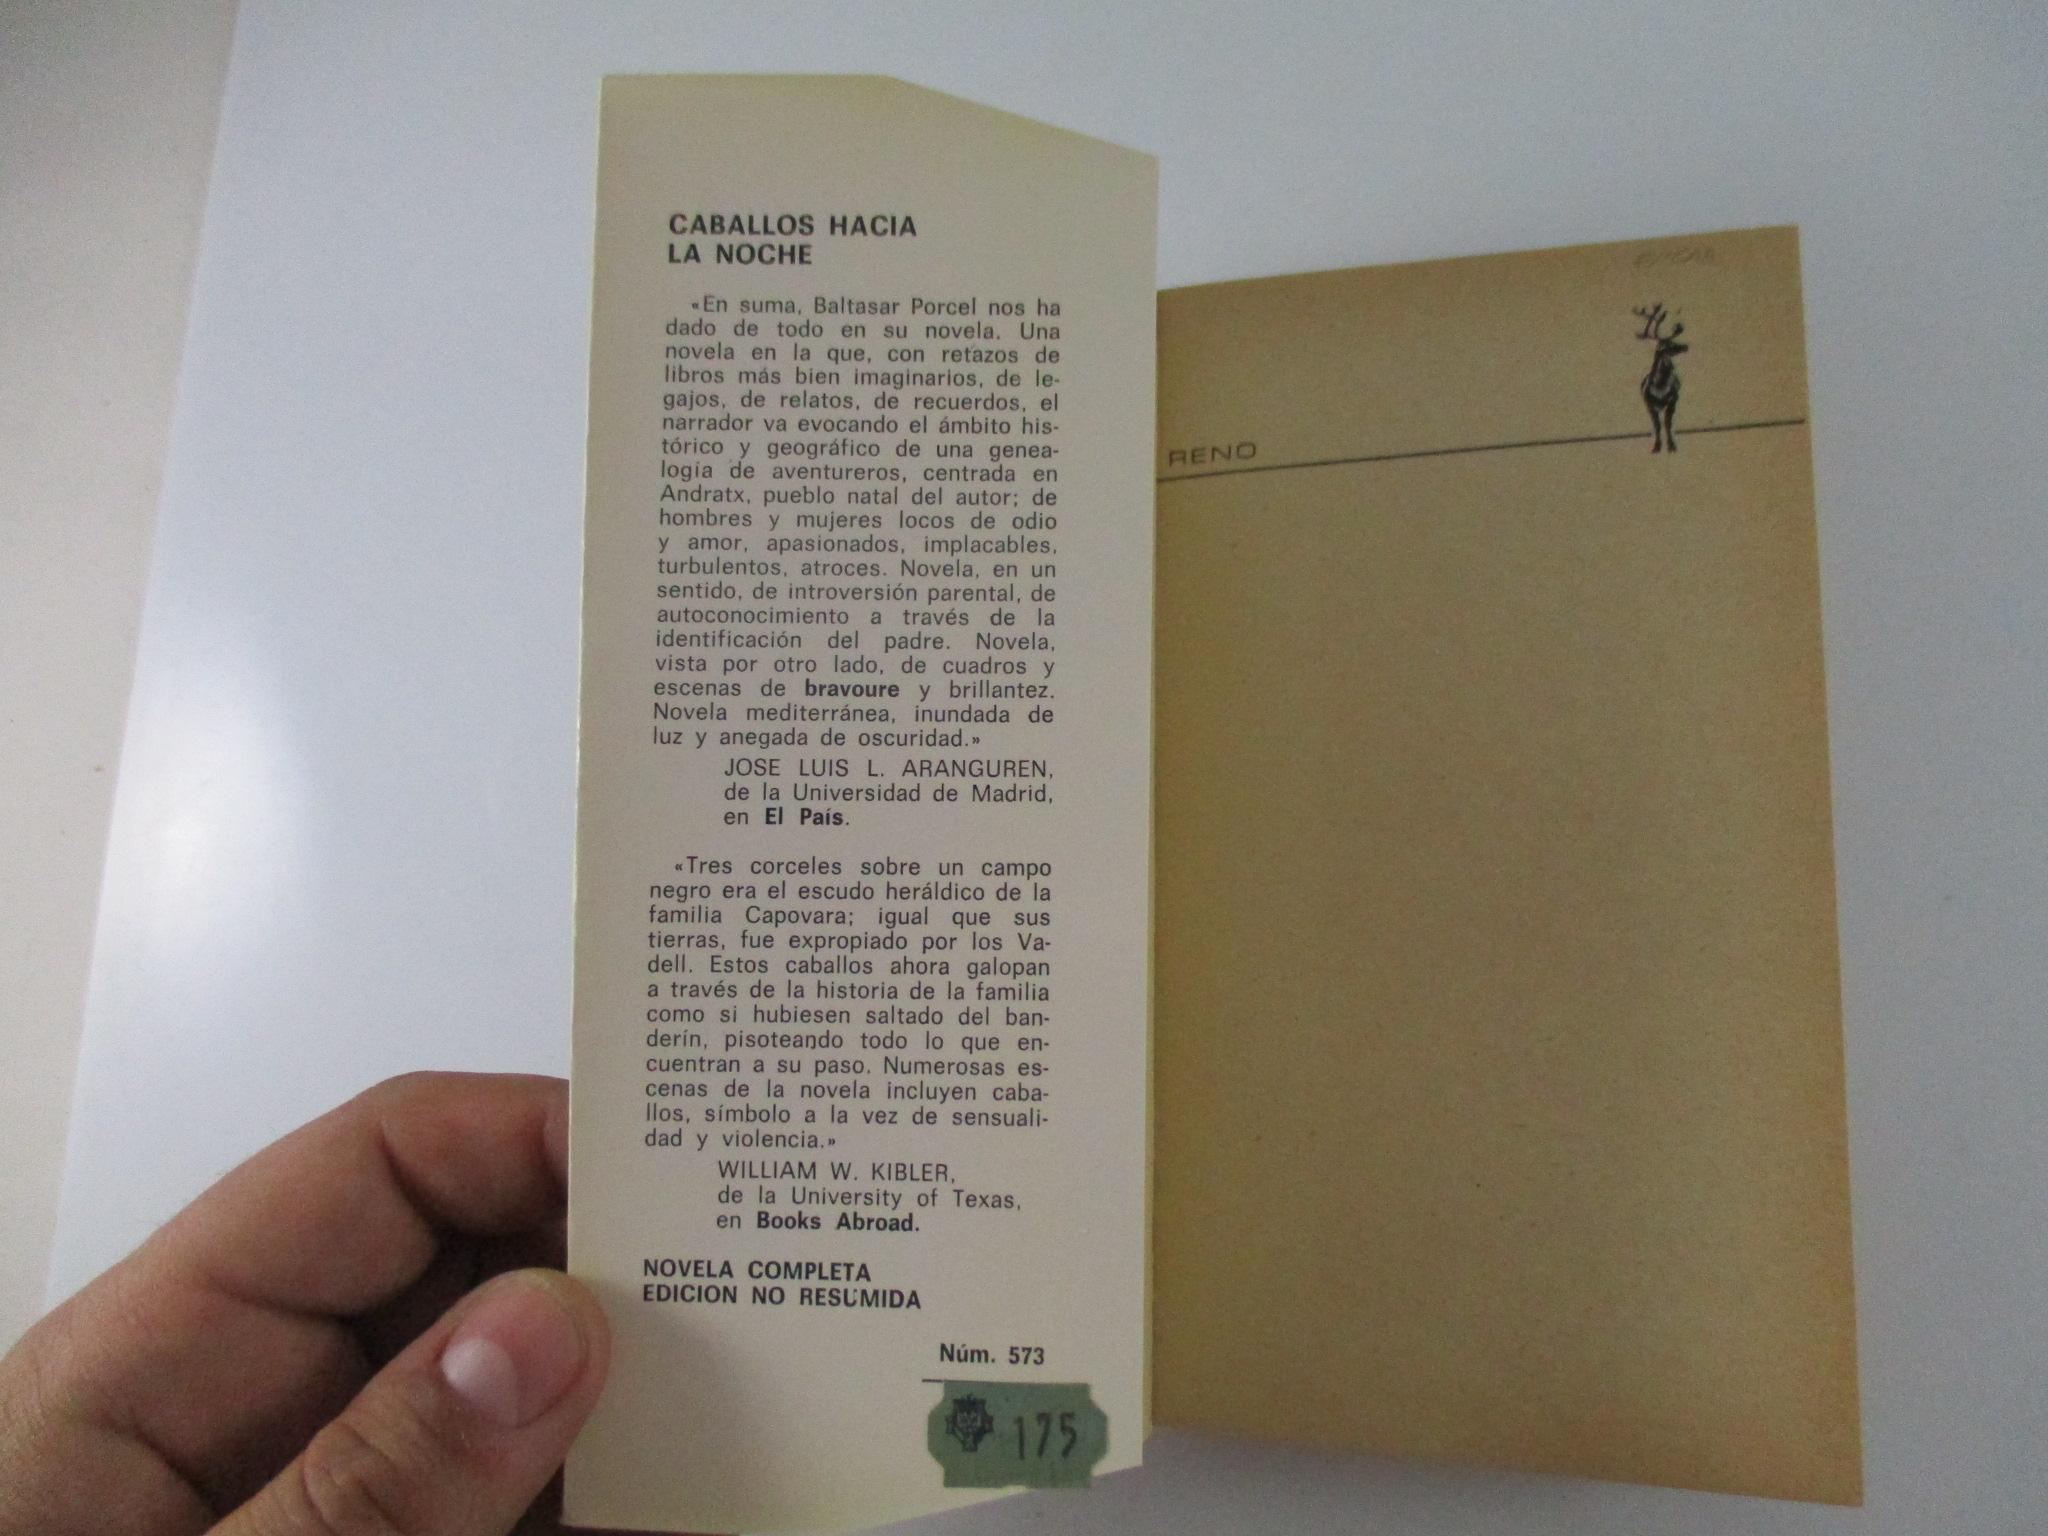 CABALLOS HACIA
LA NOCHE
«En suma, Baltasar Porcel nos ha
dado de todo en su novela. Una
novela en la que, con retazos de
libros más bien imaginarios, de le-
gajos, de relatos, de recuerdos, el
narrador va evocando el ámbito his-
tórico y geográfico de una genea-
logía de aventureros, centrada en
Andratx, pueblo natal del autor; de
hombres y mujeres locos de odio
y amor, apasionados, implacables,
turbulentos, atroces. Novela, en un
sentido, de introversión parental, de
autoconocimiento a través de la
identificación del padre. Novela,
vista por otro lado, de cuadros y
escenas de bravoure y brillantez.
Novela mediterránea, inundada de
luz y anegada de oscuridad.»
JOSE LUIS L. ARANGUREN,
de la Universidad de Madrid,
en El País.
«Tres corceles sobre un campo
negro era el escudo heráldico de la
familia Capovara; igual que sus
tierras, fue expropiado por los Va-
dell. Estos caballos ahora galopan
a través de la historia de la familia
como si hubiesen saltado del ban-
derín, pisoteando todo lo que en-
cuentran a su paso. Numerosas es-
cenas de la novela incluyen caba-
llos, símbolo a la vez de sensuali-
dad y violencia.»
WILLIAM W. KIBLER,
de la University of Texas,
en Books Abroad.
NOVELA COMPLETA
EDICION NO RESUMIDA
Núm. 573
175
RENO